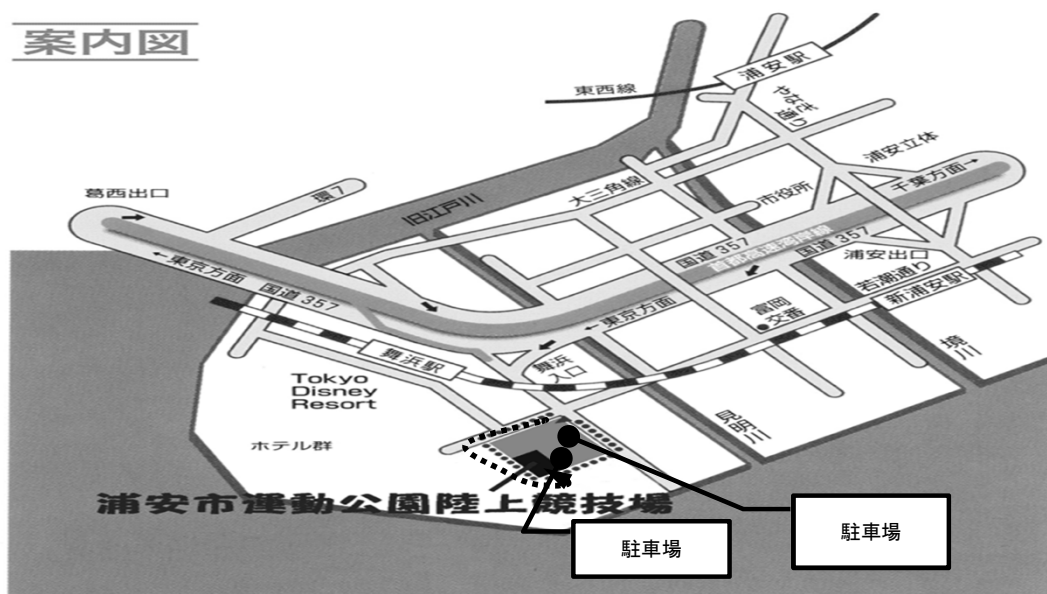 案内図
浦安駅
東西線
やなぎ通り
浦安立体
葛西出口
環7
千葉方面→
大三角線
市役所
旧江戸川
国道357
首都高速湾岸線
国道357
浦安出口
←東京方面
国道357
若潮通り
新浦安駅
←東京方面
富岡
交番
舞浜駅
舞浜
入口
境川
Tokyo
Disney
Resort
見明川
ホテル群
浦安市運動公園陸上競技場
駐車場
駐車場